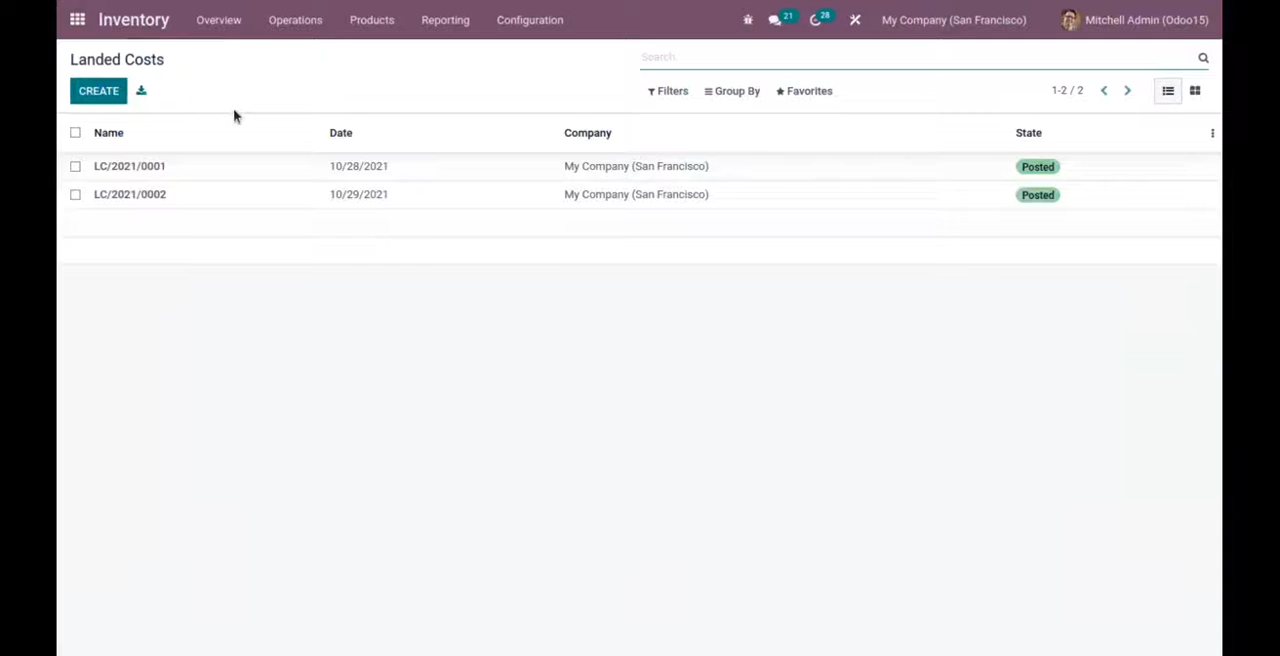 Inventory Overview Operations Products Reporting Configuration 21 28 My Company (San Francisco) Mitchell Admin (Odoo15)
Landed Costs Search...
CREATE Filters Group By Favorites 1-2 / 2
Name Date Company State
LC/2021/0001 10/28/2021 My Company (San Francisco) Posted
LC/2021/0002 10/29/2021 My Company (San Francisco) Posted